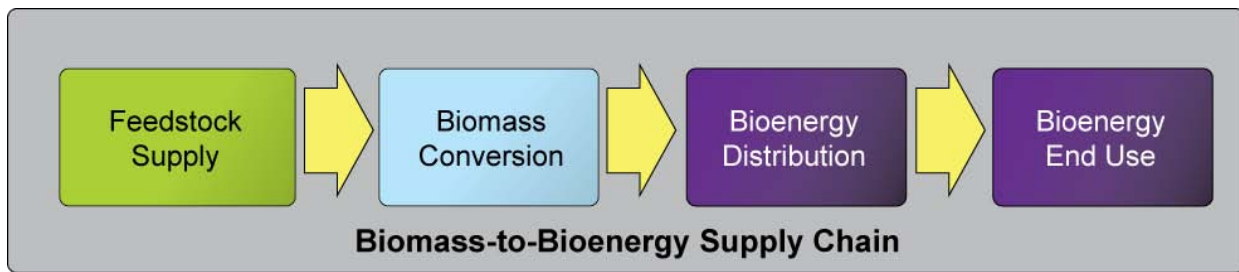 Feedstock
Supply
Biomass
Conversion
Bioenergy
Distribution
Bioenergy
End Use
Biomass-to-Bioenergy Supply Chain